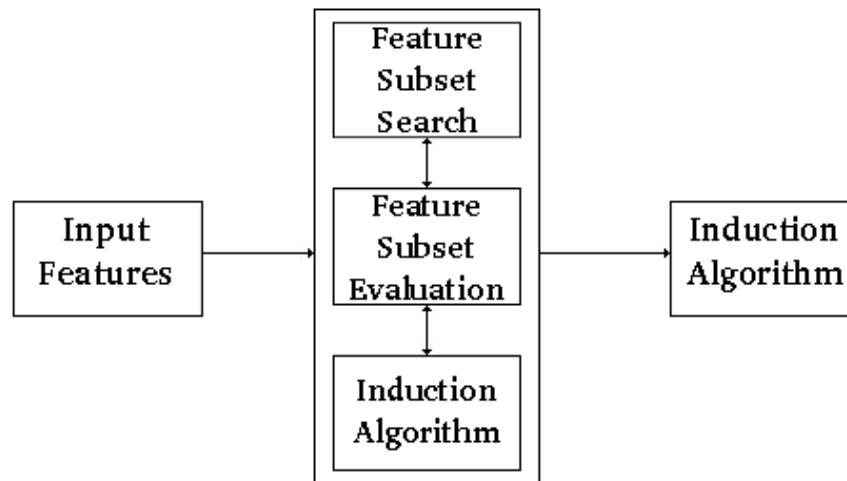 Input
Features
Feature
Subset
Search
Feature
Subset
Evaluation
Induction
Algorithm
Induction
Algorithm